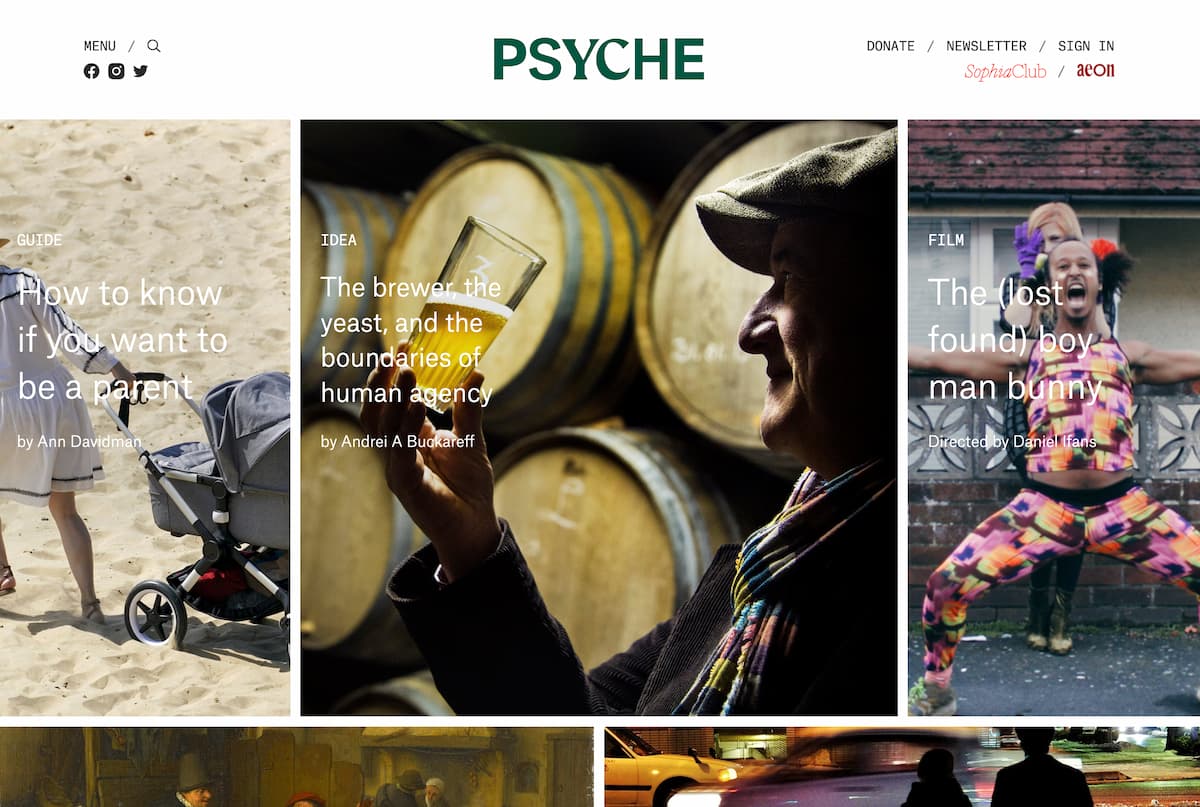 MENU / 
PSYCHE
DONATE / NEWSLETTER / SIGN IN
SophiaClub / aeon
GUIDE
How to know
if you want to
be a parent
by Ann Davidman
IDEA
The brewer, the
yeast, and the
boundaries of
human agency
by Andrei A Buckareff
3
FILM
The (lost
found) boy
man bunny
Directed by Daniel Ifans